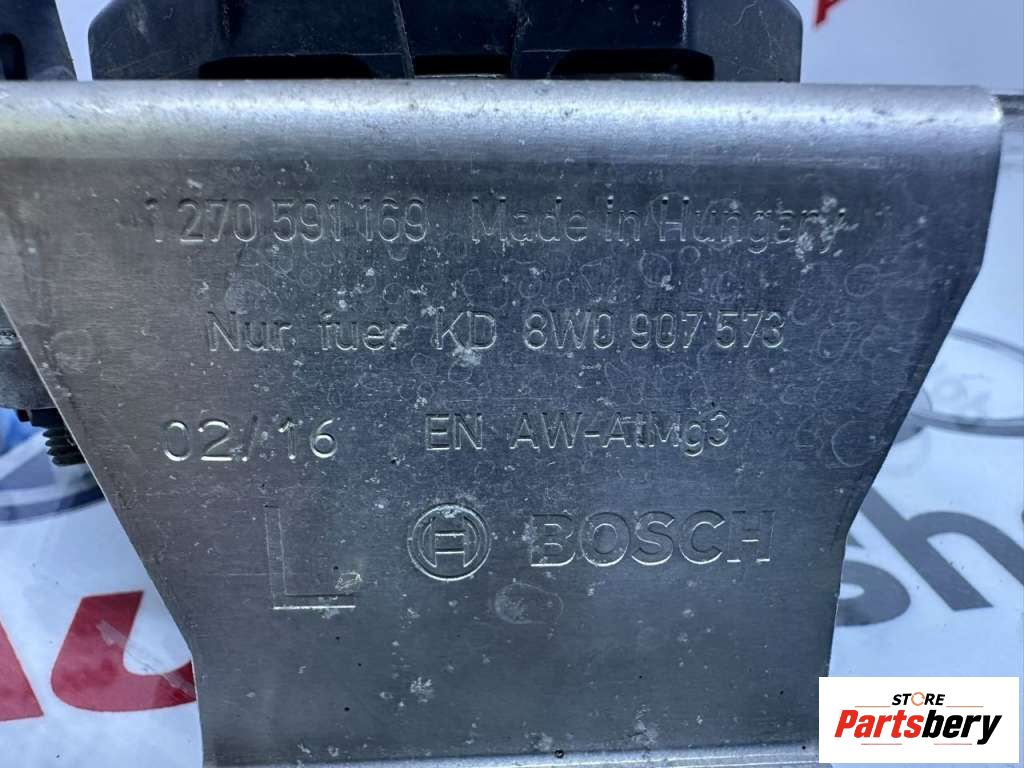 1 270 591 169 Made in Hungary
Nur fuer KD 8W0 907 573
02/16 EN AW-AlMg3
L BOSCH
STORE
Partsbery